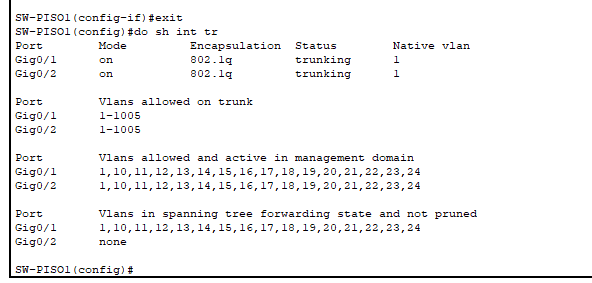 SW-PISO1(config-if)#exit
SW-PISO1(config)#do sh int tr
Port Mode Encapsulation Status Native vlan
Gig0/1 on 802.1q trunking 1
Gig0/2 on 802.1q trunking 1
Port Vlans allowed on trunk
Gig0/1 1-1005
Gig0/2 1-1005
Port Vlans allowed and active in management domain
Gig0/1 1,10,11,12,13,14,15,16,17,18,19,20,21,22,23,24
Gig0/2 1,10,11,12,13,14,15,16,17,18,19,20,21,22,23,24
Port Vlans in spanning tree forwarding state and not pruned
Gig0/1 1,10,11,12,13,14,15,16,17,18,19,20,21,22,23,24
Gig0/2 none
SW-PISO1(config)#